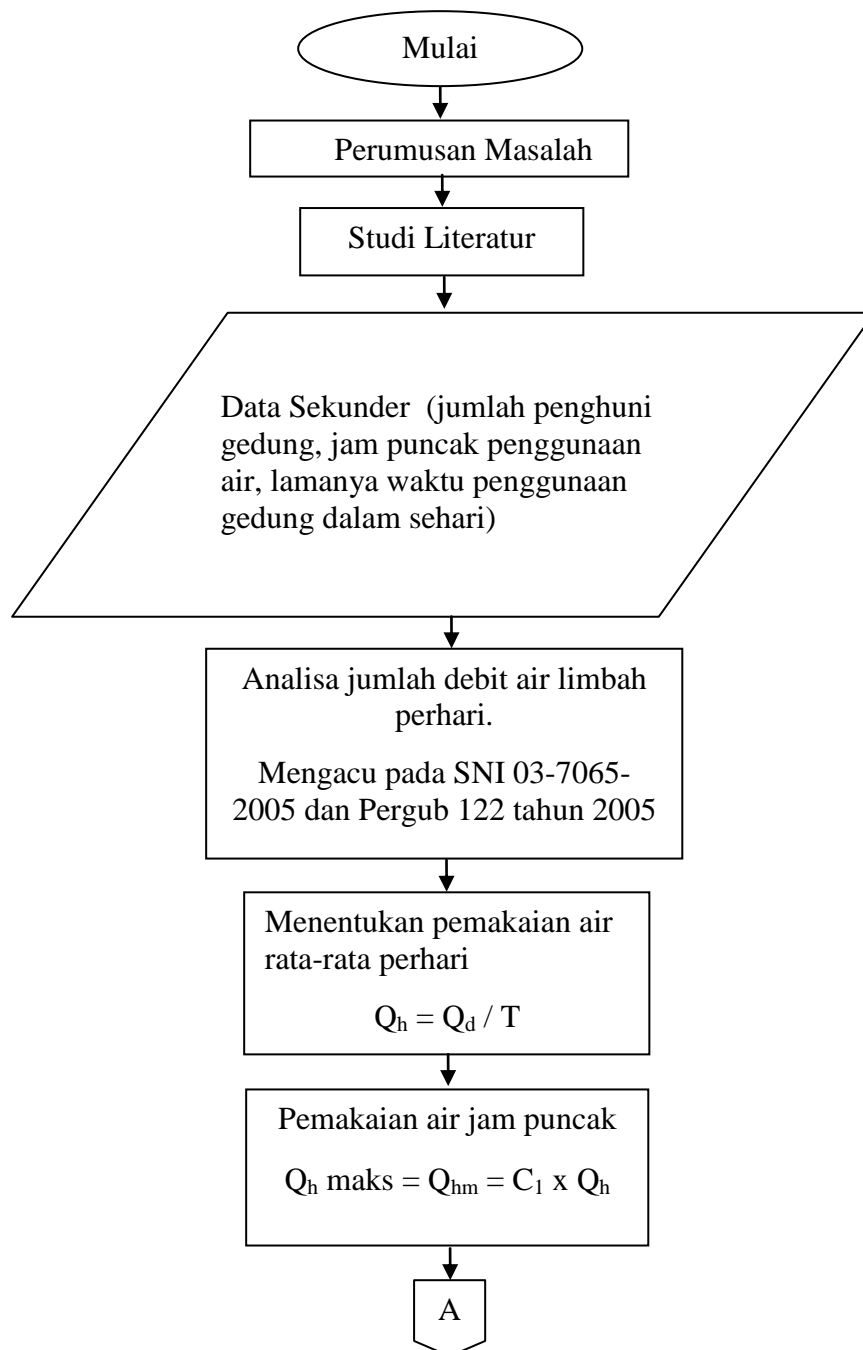 Mulai
Perumusan Masalah
Studi Literatur
Data Sekunder (jumlah penghuni
gedung, jam puncak penggunaan
air, lamanya waktu penggunaan
gedung dalam sehari)
Analisa jumlah debit air limbah
perhari.
Mengacu pada SNI 03-7065-
2005 dan Pergub 122 tahun 2005
Menentukan pemakaian air
rata-rata perhari
Qₕ = Q_d / T
Pemakaian air jam puncak
Qₕ maks = Qₕₘ = C₁ x Qₕ
A